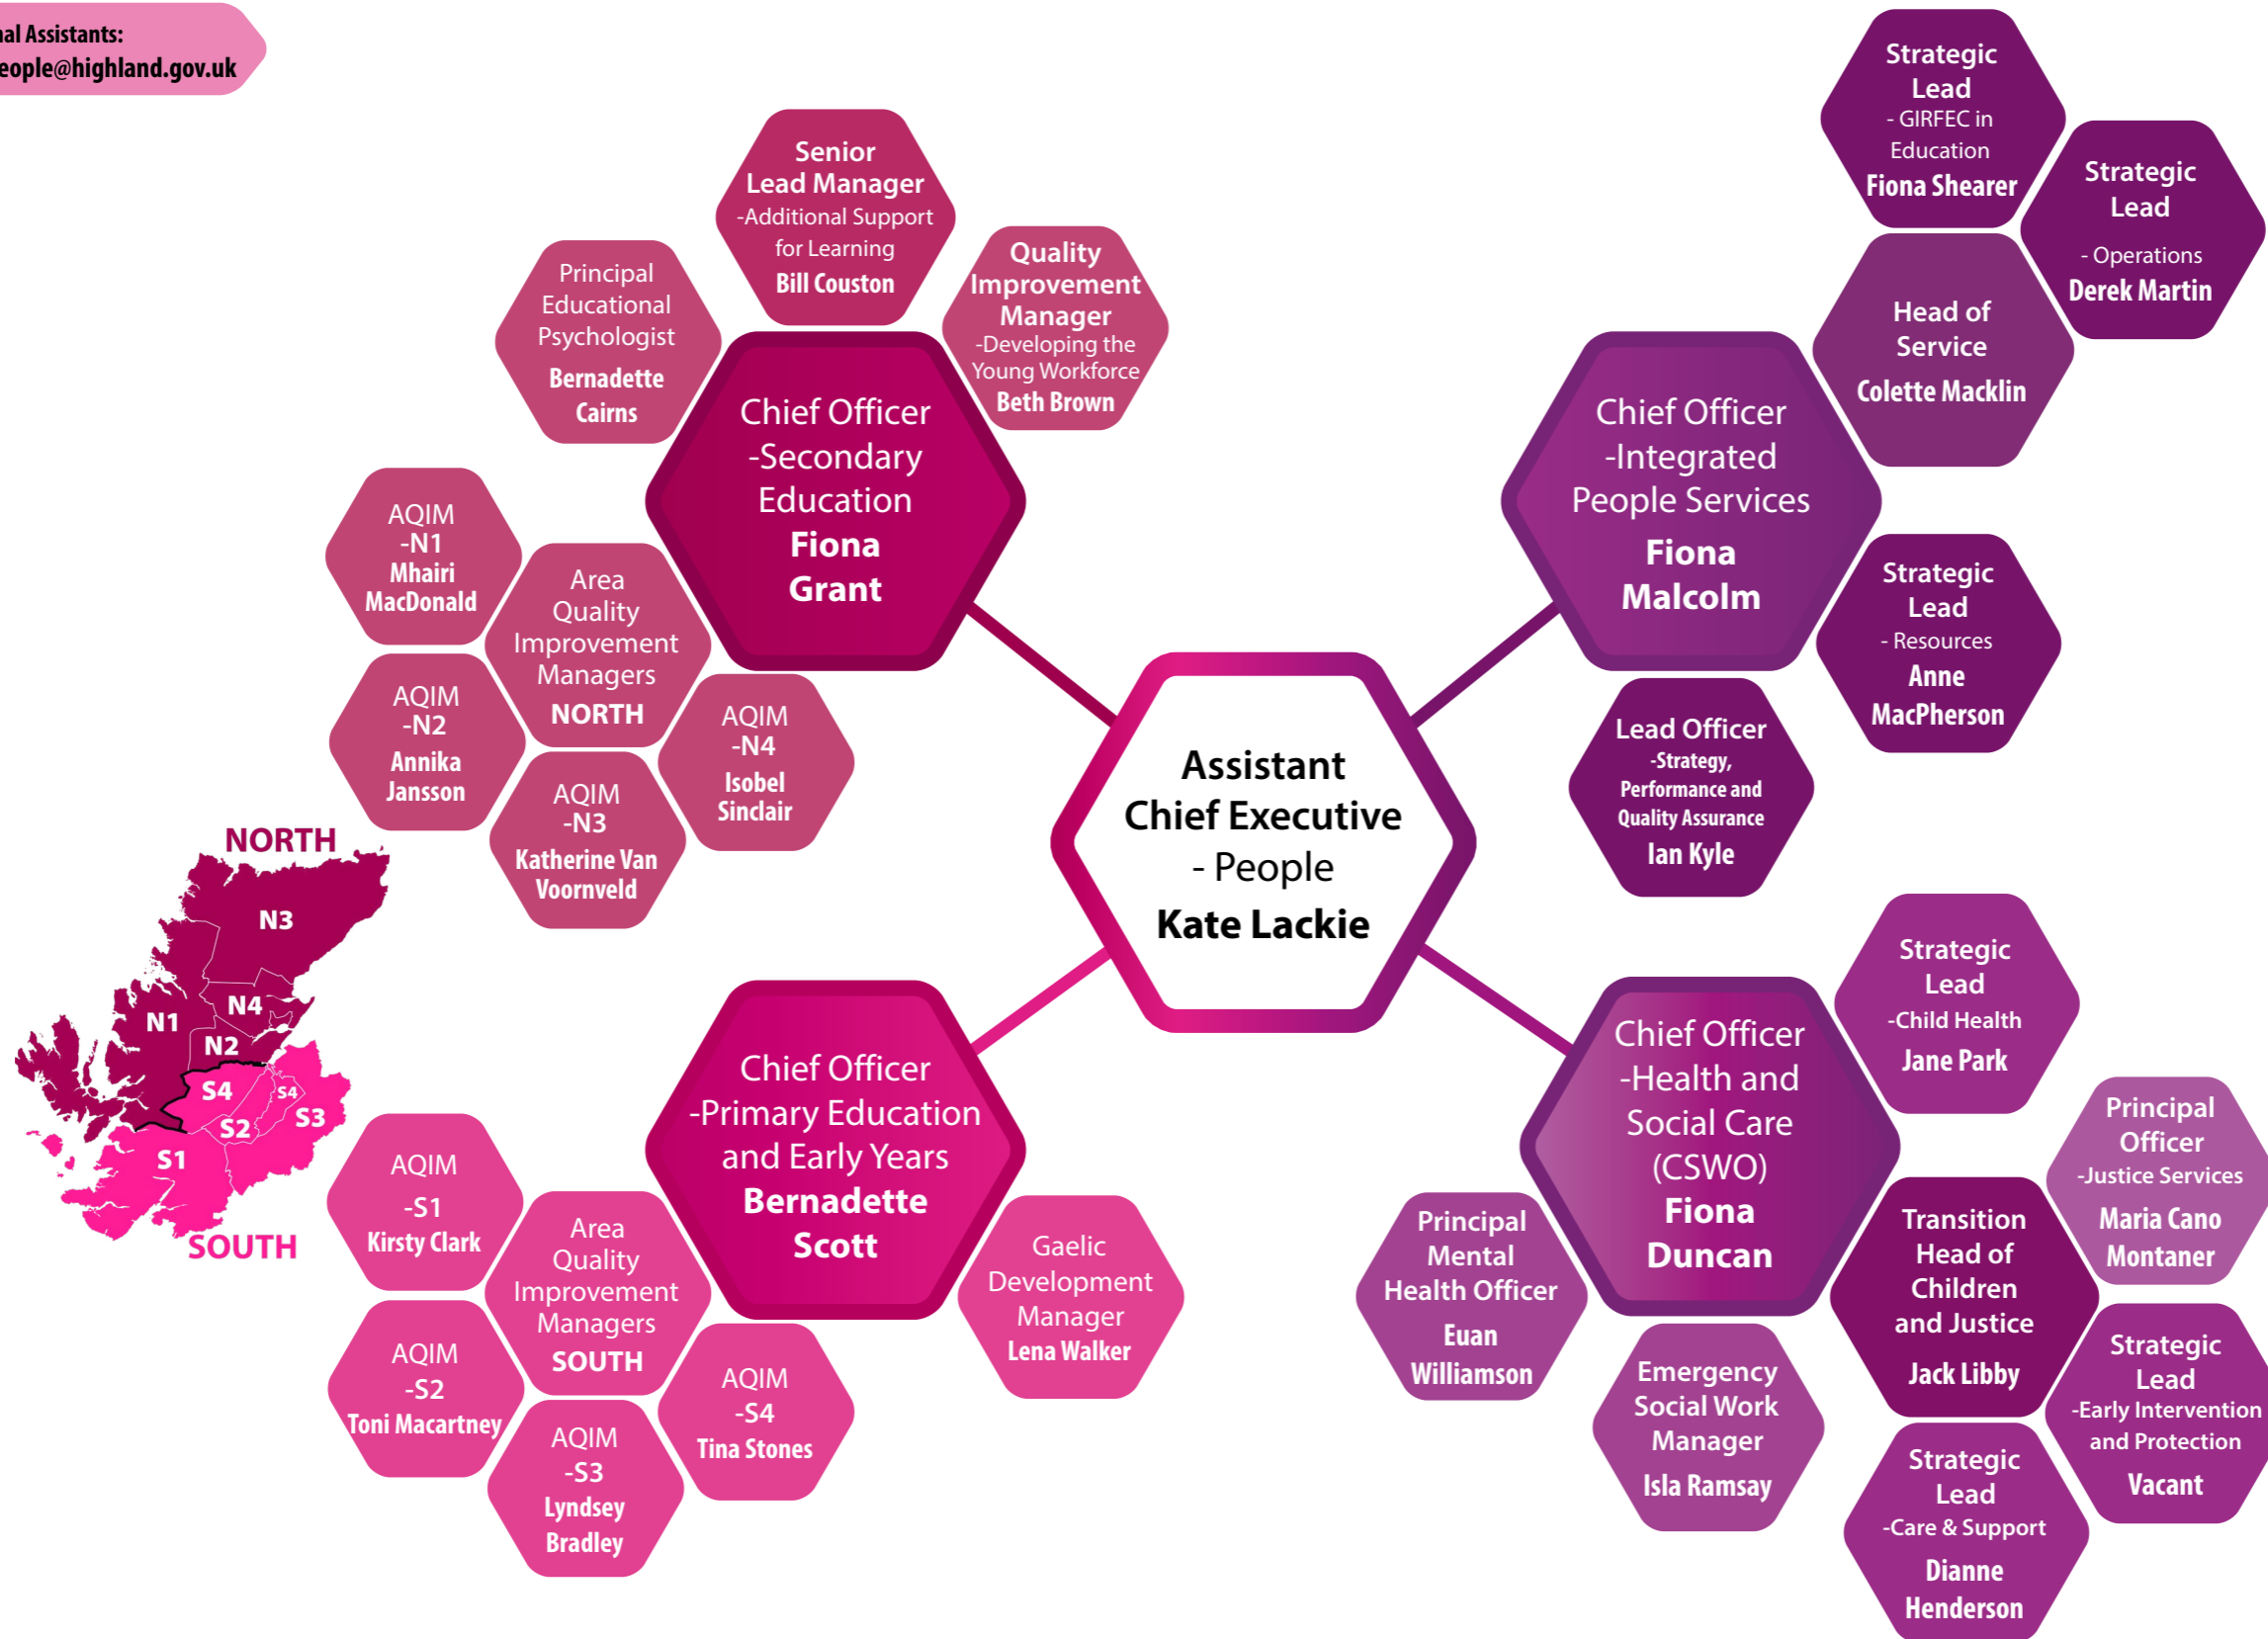 Assistants:
@highland.gov.uk
Senior
Lead Manager
-Additional Support
for Learning
Bill Couston
Principal
Educational
Psychologist
Bernadette
Cairns
Quality
Improvement
Manager
-Developing the
Young Workforce
Beth Brown
Chief Officer
-Secondary
Education
Fiona
Grant
AQIM
-N1
Mhairi
MacDonald
Area
Quality
Improvement
Managers
NORTH
AQIM
-N2
Annika
Jansson
AQIM
-N3
Katherine Van
Voornveld
AQIM
-N4
Isobel
Sinclair
Strategic
Lead
- GIRFEC in
Education
Fiona Shearer
Strategic
Lead
- Operations
Derek Martin
Head of
Service
Colette Macklin
Chief Officer
-Integrated
People Services
Fiona
Malcolm
Strategic
Lead
- Resources
Anne
MacPherson
Lead Officer
-Strategy,
Performance and
Quality Assurance
Ian Kyle
Assistant
Chief Executive
- People
Kate Lackie
NORTH
N3
N4
N1
N2
S4
S4
S3
S2
S1
SOUTH
Chief Officer
-Primary Education
and Early Years
Bernadette
Scott
AQIM
-S1
Kirsty Clark
Area
Quality
Improvement
Managers
SOUTH
AQIM
-S2
Toni Macartney
AQIM
-S3
Lyndsey
Bradley
AQIM
-S4
Tina Stones
Gaelic
Development
Manager
Lena Walker
Chief Officer
-Health and
Social Care
(CSWO)
Fiona
Duncan
Strategic
Lead
-Child Health
Jane Park
Principal
Officer
-Justice Services
Maria Cano
Montaner
Transition
Head of
Children
and Justice
Jack Libby
Strategic
Lead
-Early Intervention
and Protection
Vacant
Strategic
Lead
-Care & Support
Dianne
Henderson
Principal
Mental
Health Officer
Euan
Williamson
Emergency
Social Work
Manager
Isla Ramsay